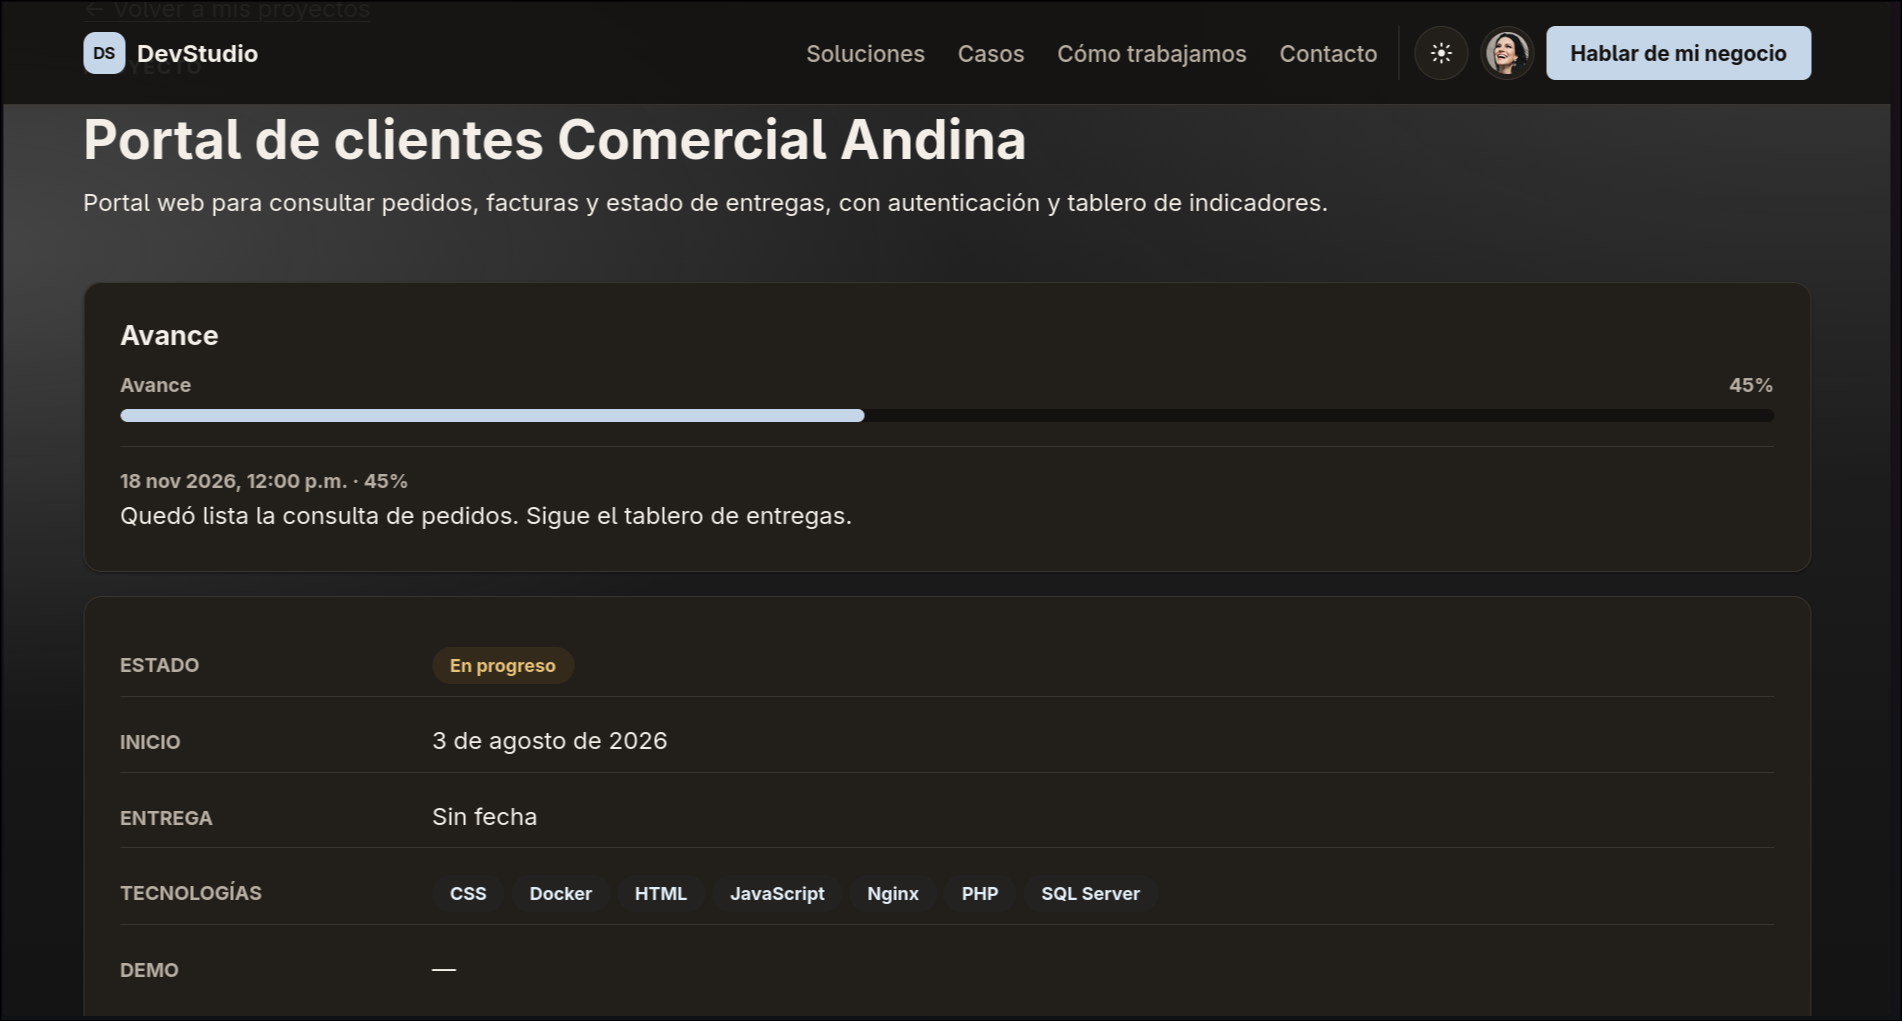 ← Volver a mis proyectos
DS DevStudio Soluciones Casos Cómo trabajamos Contacto Hablar de mi negocio
Portal de clientes Comercial Andina
Portal web para consultar pedidos, facturas y estado de entregas, con autenticación y tablero de indicadores.
Avance
Avance 45%
18 nov 2026, 12:00 p.m. · 45%
Quedó lista la consulta de pedidos. Sigue el tablero de entregas.
ESTADO En progreso
INICIO 3 de agosto de 2026
ENTREGA Sin fecha
TECNOLOGÍAS CSS Docker HTML JavaScript Nginx PHP SQL Server
DEMO —